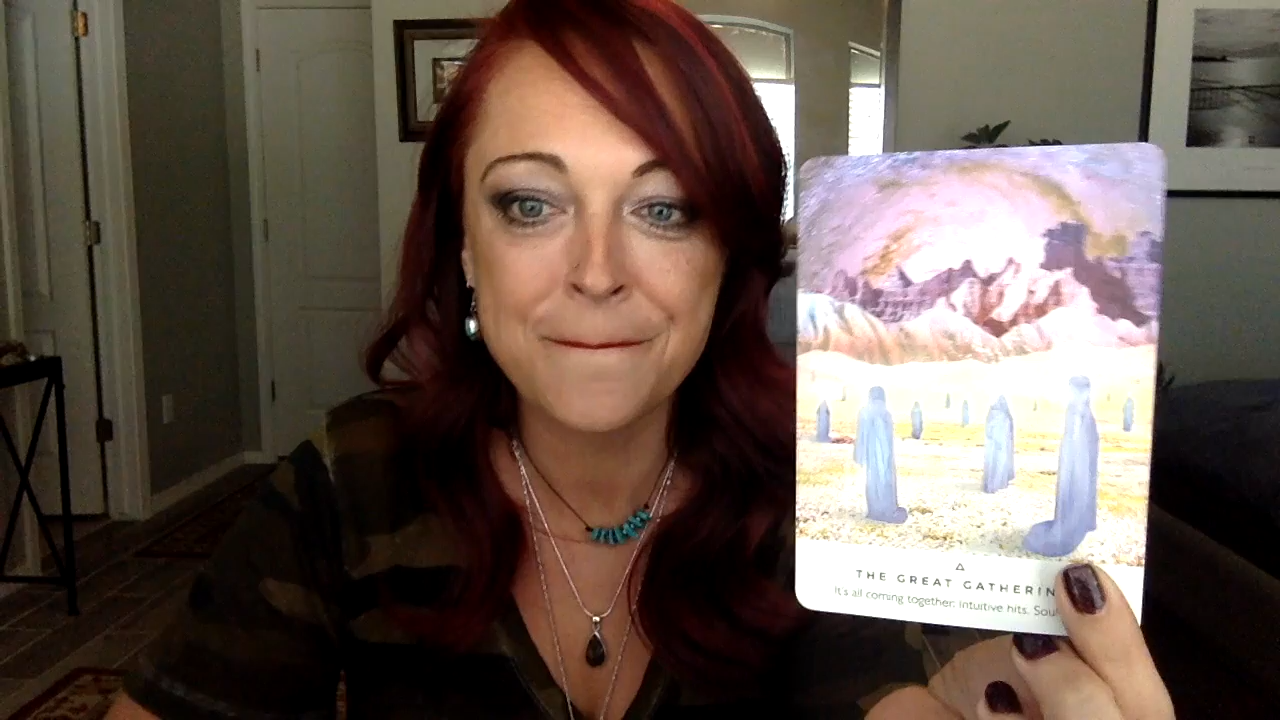 THE GREAT GATHERIN
It's all coming together. Intuitive hits. Soul